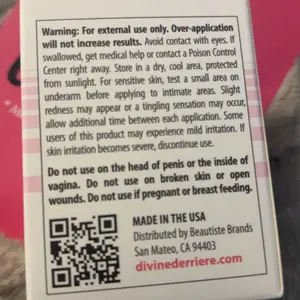 Warning: For external use only. Over-application
will not increase results. Avoid contact with eyes. If
swallowed, get medical help or contact a Poison Control
Center right away. Store in a dry, cool area, protected
from sunlight. For sensitive skin, test a small area on
underarm before applying to intimate areas. Slight
redness may appear or a tingling sensation may occur,
allow additional time between each application. Some
users of this product may experience mild irritation. If
skin irritation becomes severe, discontinue use.
Do not use on the head of penis or the inside of
vagina. Do not use on broken skin or open
wounds. Do not use if pregnant or breast feeding.
MADE IN THE USA
Distributed by Beautiste Brands
San Mateo, CA 94403
divinederriere.com